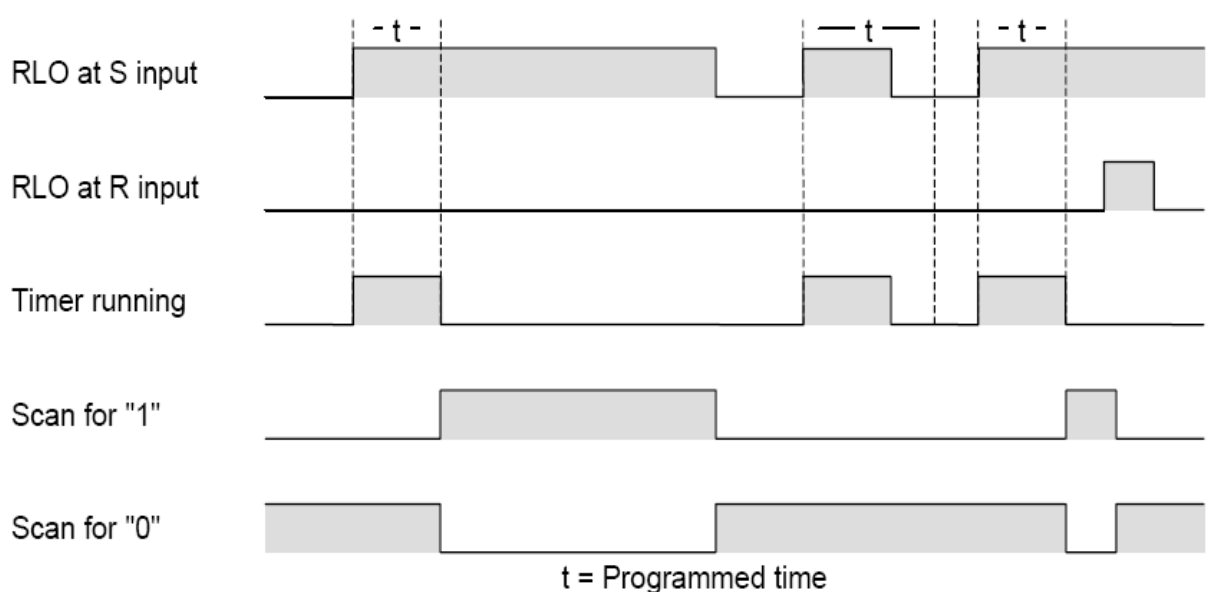 - t -
— t —
- t -
RLO at S input
RLO at R input
Timer running
Scan for "1"
Scan for "0"
t = Programmed time